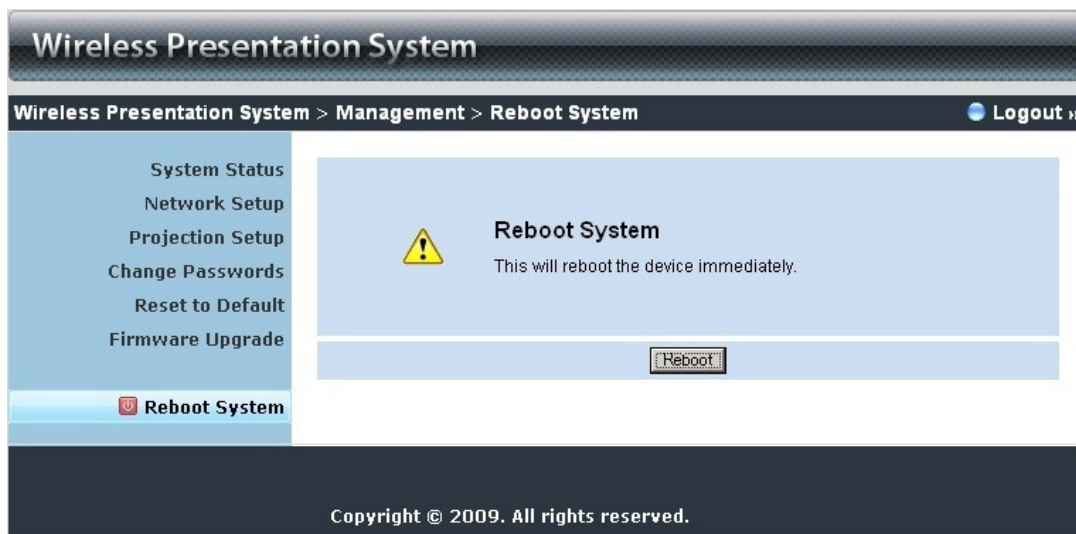 Wireless Presentation System
Wireless Presentation System > Management > Reboot System
Logout »
System Status
Network Setup
Projection Setup
Change Passwords
Reset to Default
Firmware Upgrade
Reboot System
Reboot System
This will reboot the device immediately.
Reboot
Copyright © 2009. All rights reserved.